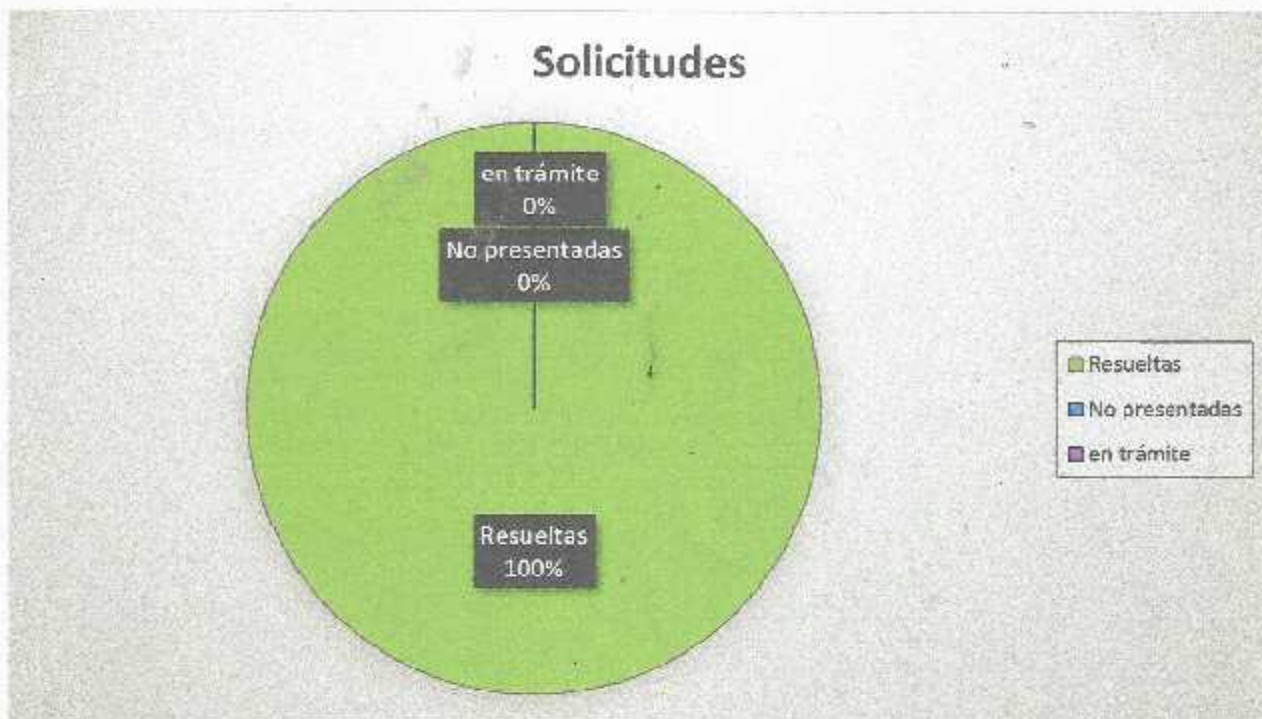 Solicitudes
en trámite
0%
No presentadas
0%
Resueltas
100%
Resueltas
No presentadas
en trámite